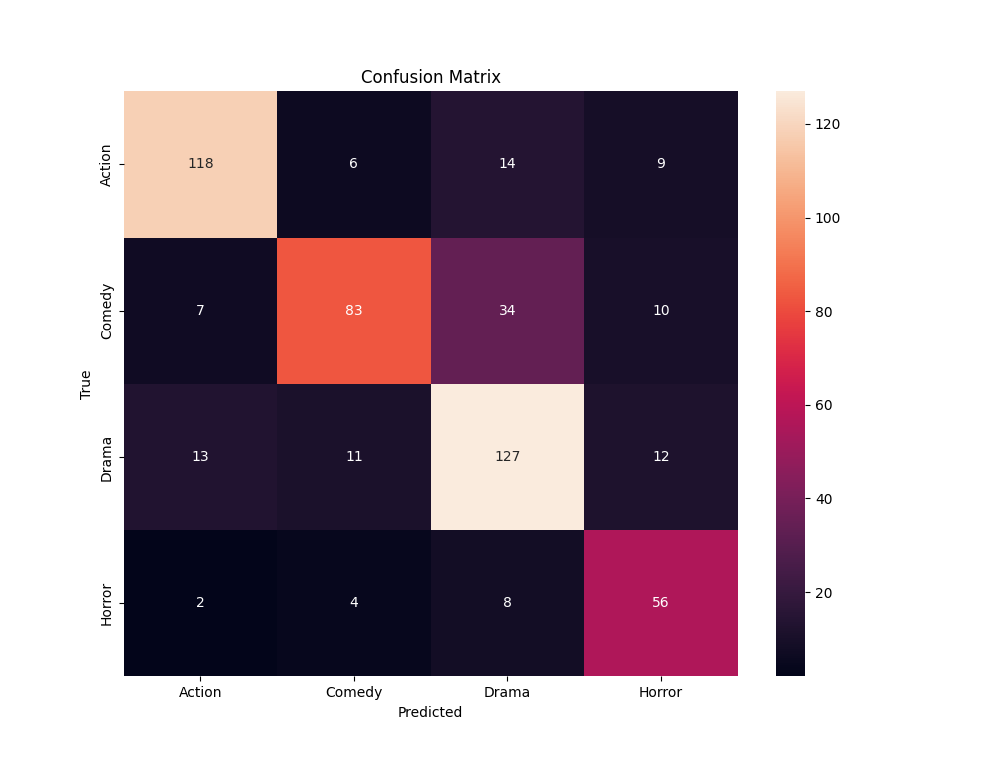 Confusion Matrix
Action 118 6 14 9
Comedy 7 83 34 10
Drama 13 11 127 12
Horror 2 4 8 56
True
Action Comedy Drama Horror
Predicted
120
100
80
60
40
20